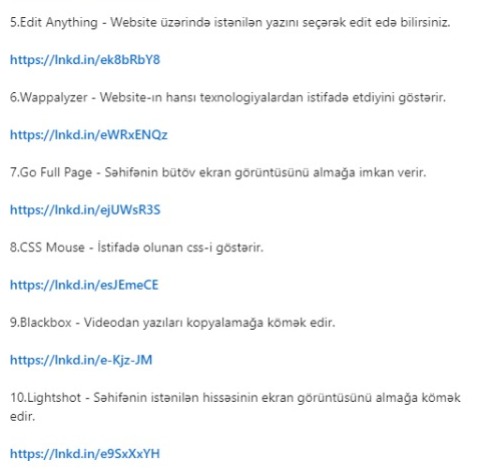 5.Edit Anything - Website üzərində istənilən yazını seçərək edit edə bilirsiniz.
https://lnkd.in/ek8bRbY8
6.Wappalyzer - Website-ın hansı texnologiyalardan istifadə etdiyini göstərir.
https://lnkd.in/eWRxENQz
7.Go Full Page - Səhifənin bütöv ekran görüntüsünü almağa imkan verir.
https://lnkd.in/ejUWsR3S
8.CSS Mouse - İstifadə olunan css-i göstərir.
https://lnkd.in/esJEmeCE
9.Blackbox - Videodan yazıları kopyalamağa kömək edir.
https://lnkd.in/e-Kjz-JM
10.Lightshot - Səhifənin istənilən hissəsinin ekran görüntüsünü almağa kömək
edir.
https://lnkd.in/e9SxXxYH